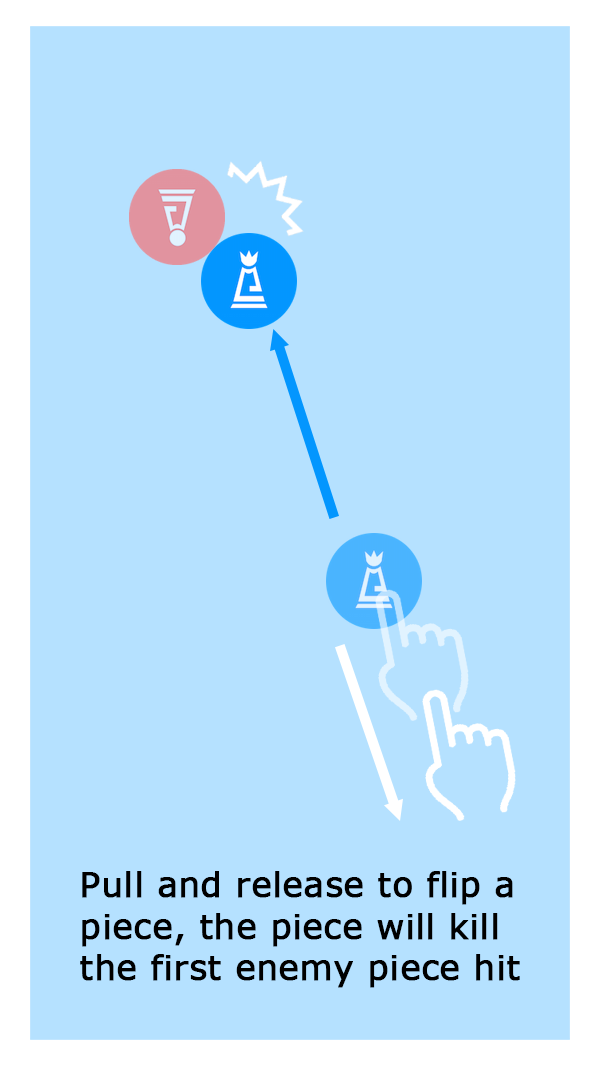 Pull and release to flip a
piece, the piece will kill
the first enemy piece hit